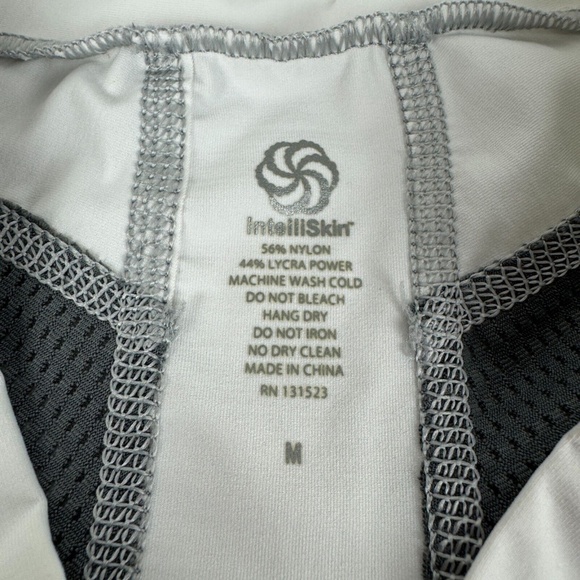 intelliSkin™
56% NYLON
44% LYCRA POWER
MACHINE WASH COLD
DO NOT BLEACH
HANG DRY
DO NOT IRON
NO DRY CLEAN
MADE IN CHINA
RN 131523
M